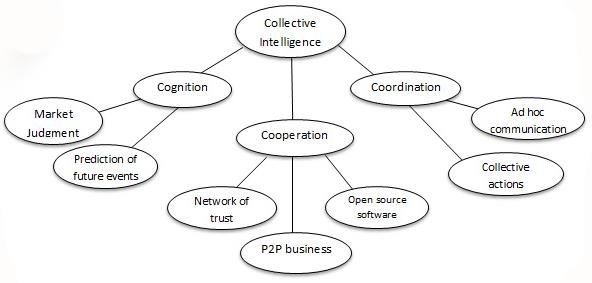 Collective
Intelligence
Cognition
Coordination
Market
Judgment
Ad hoc
communication
Cooperation
Prediction of
future events
Collective
actions
Network of
trust
Open source
software
P2P business